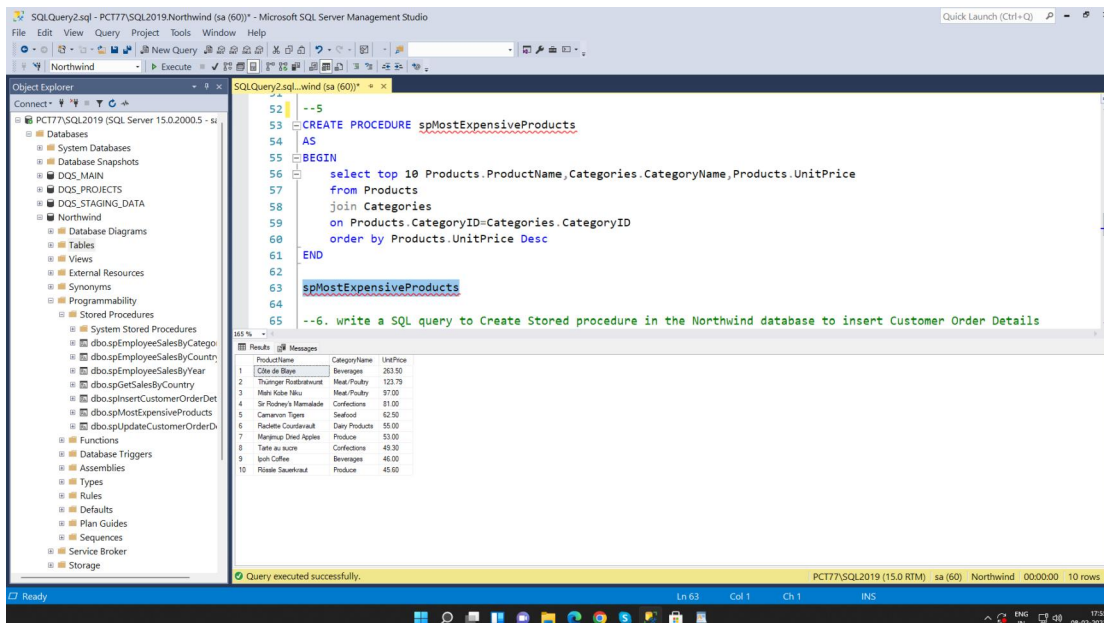 SQLQuery2.sql - PCT77\SQL2019.Northwind (sa (60))* - Microsoft SQL Server Management Studio
Quick Launch (Ctrl+Q)
File Edit View Query Project Tools Window Help
New Query
Northwind
Execute
Object Explorer
Connect
PCT77\SQL2019 (SQL Server 15.0.2000.5 - sa
Databases
System Databases
Database Snapshots
DQS_MAIN
DQS_PROJECTS
DQS_STAGING_DATA
Northwind
Database Diagrams
Tables
Views
External Resources
Synonyms
Programmability
Stored Procedures
System Stored Procedures
dbo.spEmployeeSalesByCatego
dbo.spEmployeeSalesByCountry
dbo.spEmployeeSalesByYear
dbo.spGetSalesByCountry
dbo.spInsertCustomerOrderDet
dbo.spMostExpensiveProducts
dbo.spUpdateCustomerOrderD
Functions
Database Triggers
Assemblies
Types
Rules
Defaults
Plan Guides
Sequences
Service Broker
Storage
SQLQuery2.sql...wind (sa (60))*
52 --5
53 CREATE PROCEDURE spMostExpensiveProducts
54 AS
55 BEGIN
56 select top 10 Products.ProductName,Categories.CategoryName,Products.UnitPrice
57 from Products
58 join Categories
59 on Products.CategoryID=Categories.CategoryID
60 order by Products.UnitPrice Desc
61 END
62
63 spMostExpensiveProducts
64
65 --6. write a SQL query to Create Stored procedure in the Northwind database to insert Customer Order Details
165 %
Results Messages
ProductName CategoryName UnitPrice
1 Côte de Blaye Beverages 263.50
2 Thüringer Rostbratwurst Meat/Poultry 123.79
3 Mishi Kobe Niku Meat/Poultry 97.00
4 Sir Rodney's Marmalade Confections 81.00
5 Carnarvon Tigers Seafood 62.50
6 Raclette Courdavault Dairy Products 55.00
7 Manjimup Dried Apples Produce 53.00
8 Tarte au sucre Confections 49.30
9 Ipoh Coffee Beverages 46.00
10 Rössle Sauerkraut Produce 45.60
Query executed successfully.
PCT77\SQL2019 (15.0 RTM) sa (60) Northwind 00:00:00 10 rows
Ready
Ln 63 Col 1 Ch 1 INS
ENG